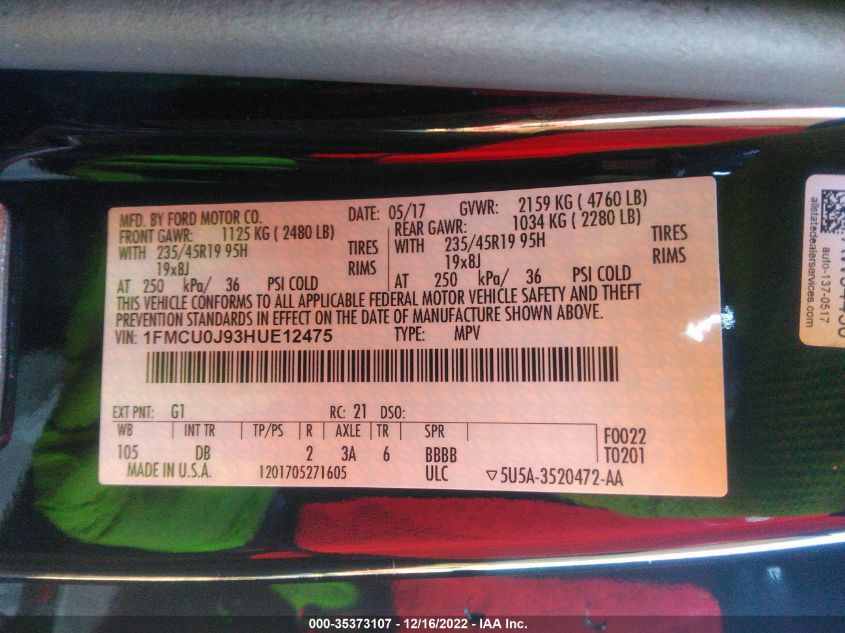 MFD. BY FORD MOTOR CO. DATE: 05/17 GVWR: 2159 KG ( 4760 LB)
FRONT GAWR: 1125 KG ( 2480 LB) REAR GAWR: 1034 KG ( 2280 LB)
WITH 235/45R19 95H TIRES WITH 235/45R19 95H TIRES
19x8J RIMS 19x8J RIMS
AT 250 kPa/ 36 PSI COLD AT 250 kPa/ 36 PSI COLD
THIS VEHICLE CONFORMS TO ALL APPLICABLE FEDERAL MOTOR VEHICLE SAFETY AND THEFT
PREVENTION STANDARDS IN EFFECT ON THE DATE OF MANUFACTURE SHOWN ABOVE.
VIN: 1FMCU0J93HUE12475 TYPE: MPV
EXT PNT: G1 RC: 21 DSO:
WB INT TR TP/PS R AXLE TR SPR F0022
105 DB 2 3A 6 BBBB T0201
MADE IN U.S.A. 1201705271605 ULC ▽5U5A-3520472-AA
allstatedealerservices.com
auto-137-0517
000-35373107 - 12/16/2022 - IAA Inc.